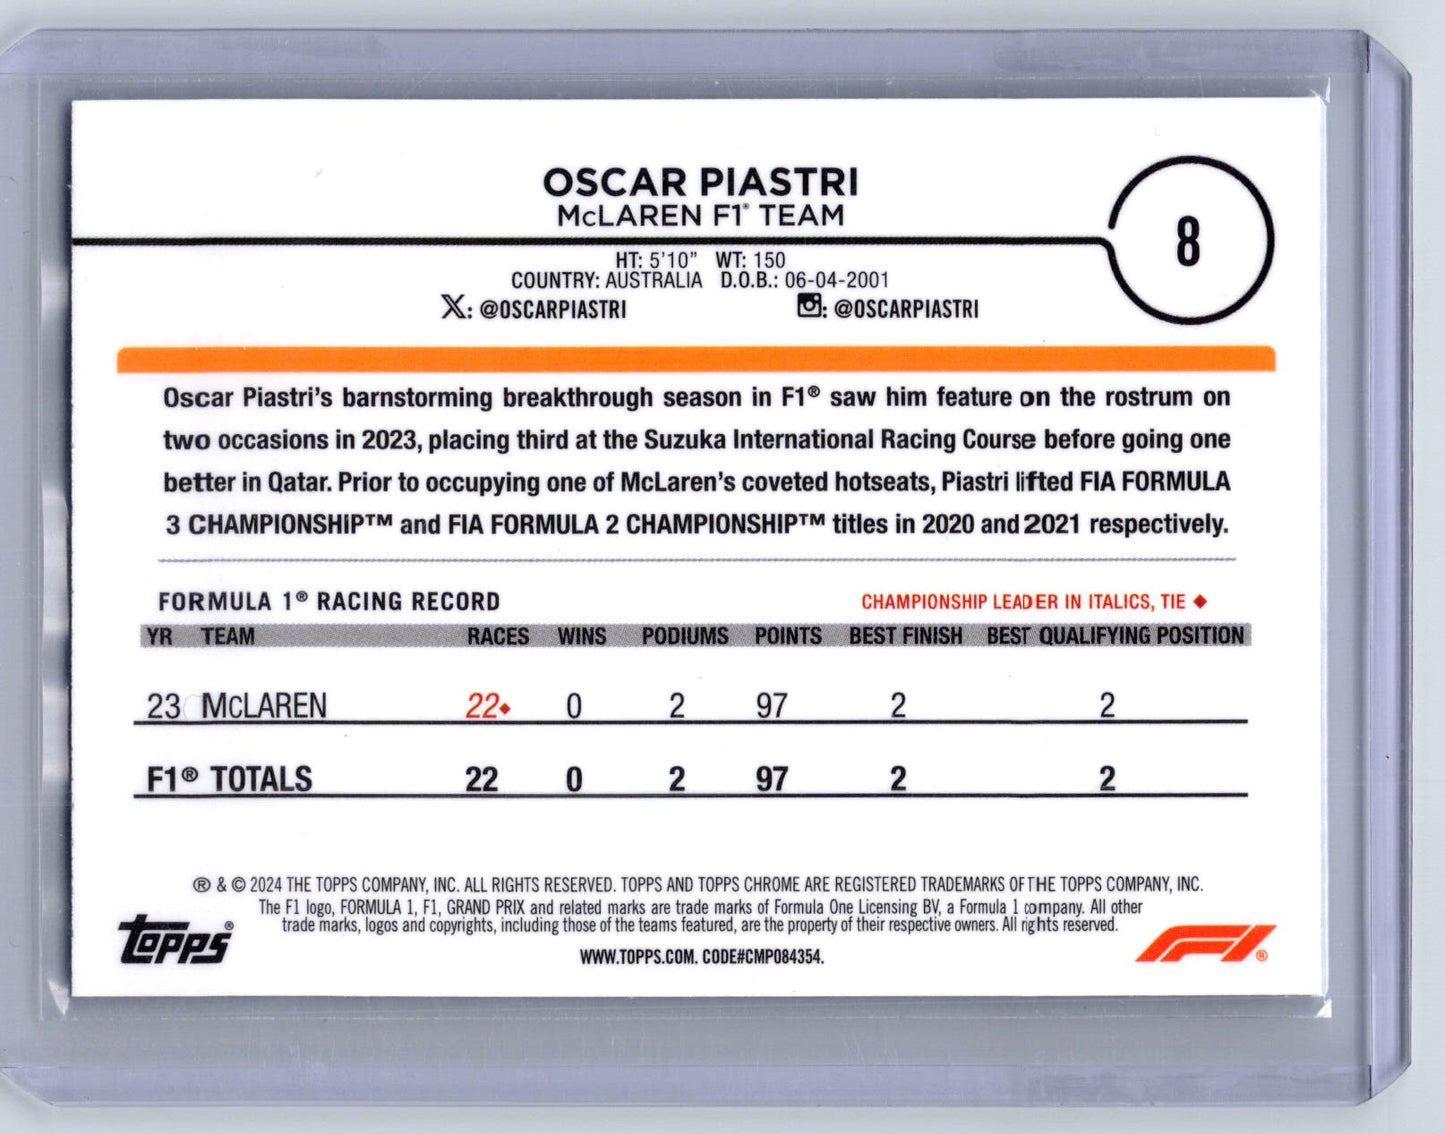 OSCAR PIASTRI
McLAREN F1® TEAM
8
HT: 5'10" WT: 150
COUNTRY: AUSTRALIA D.O.B.: 06-04-2001
X: @OSCARPIASTRI : @OSCARPIASTRI
Oscar Piastri's barnstorming breakthrough season in F1® saw him feature on the rostrum on
two occasions in 2023, placing third at the Suzuka International Racing Course before going one
better in Qatar. Prior to occupying one of McLaren's coveted hotseats, Piastri lifted FIA FORMULA
3 CHAMPIONSHIP™ and FIA FORMULA 2 CHAMPIONSHIP™ titles in 2020 and 2021 respectively.
FORMULA 1® RACING RECORD CHAMPIONSHIP LEADER IN ITALICS, TIE ◆
YR TEAM RACES WINS PODIUMS POINTS BEST FINISH BEST QUALIFYING POSITION
23 McLAREN 22◆ 0 2 97 2 2
F1® TOTALS 22 0 2 97 2 2
® & © 2024 THE TOPPS COMPANY, INC. ALL RIGHTS RESERVED. TOPPS AND TOPPS CHROME ARE REGISTERED TRADEMARKS OF THE TOPPS COMPANY, INC.
The F1 logo, FORMULA 1, F1, GRAND PRIX and related marks are trade marks of Formula One Licensing BV, a Formula 1 company. All other
trade marks, logos and copyrights, including those of the teams featured, are the property of their respective owners. All rights reserved.
WWW.TOPPS.COM. CODE#CMP084354.
topps®
F1®